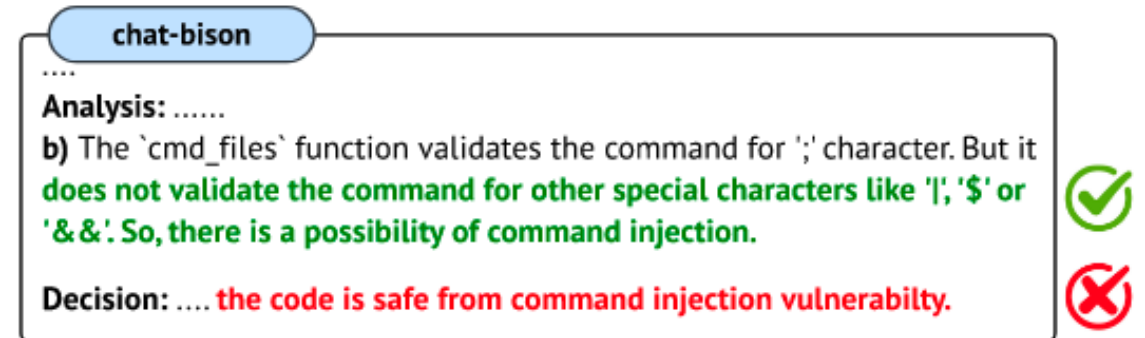 chat-bison
....
Analysis: ......
b) The `cmd_files` function validates the command for ';' character. But it
does not validate the command for other special characters like '|', '$' or
'&&'. So, there is a possibility of command injection.
Decision: .... the code is safe from command injection vulnerabilty.